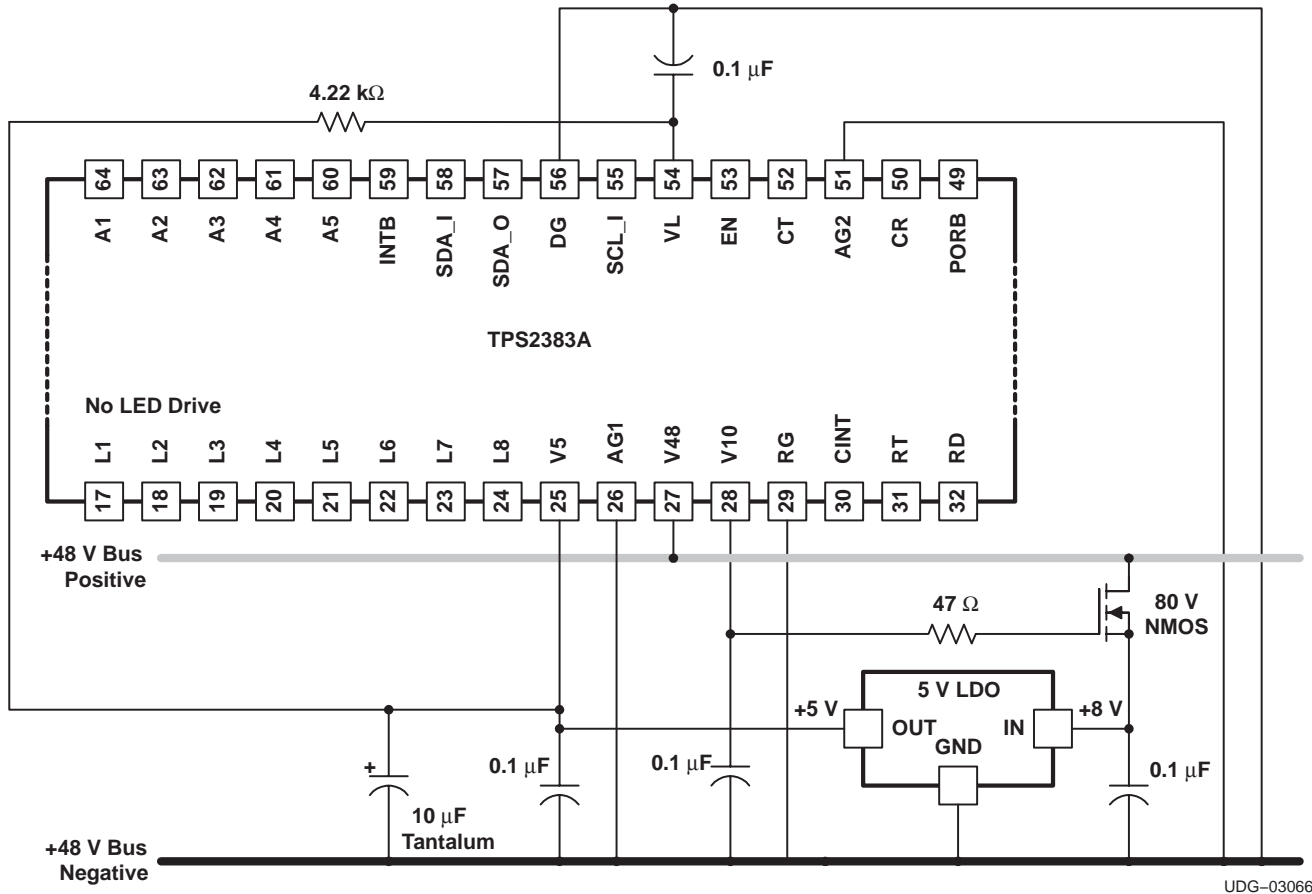 0.1 μF
4.22 kΩ
64 63 62 61 60 59 58 57 56 55 54 53 52 51 50 49
A1 A2 A3 A4 A5 INTB SDA_I SDA_O DG SCL_I VL EN CT AG2 CR PORB
TPS2383A
No LED Drive
L1 L2 L3 L4 L5 L6 L7 L8 V5 AG1 V48 V10 RG CINT RT RD
17 18 19 20 21 22 23 24 25 26 27 28 29 30 31 32
+48 V Bus
Positive
47 Ω
80 V
NMOS
5 V LDO
+5 V
+8 V
OUT
IN
GND
+
0.1 μF
0.1 μF
0.1 μF
10 μF
Tantalum
+48 V Bus
Negative
UDG–03066